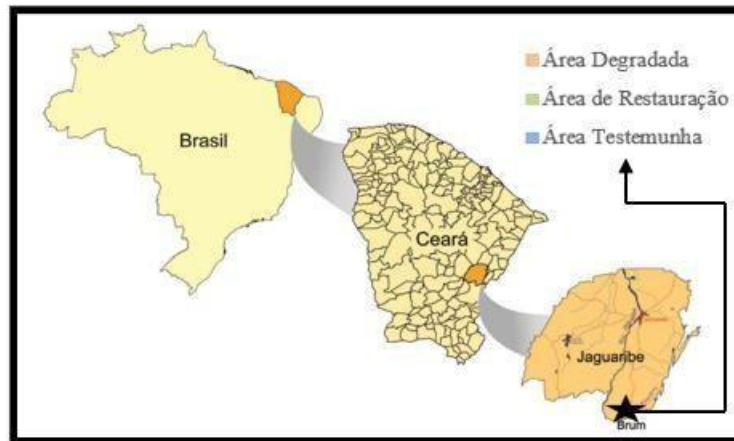 Área Degradada
Área de Restauração
Área Testemunha
Brasil
Ceará
Jaguaribe
Brum